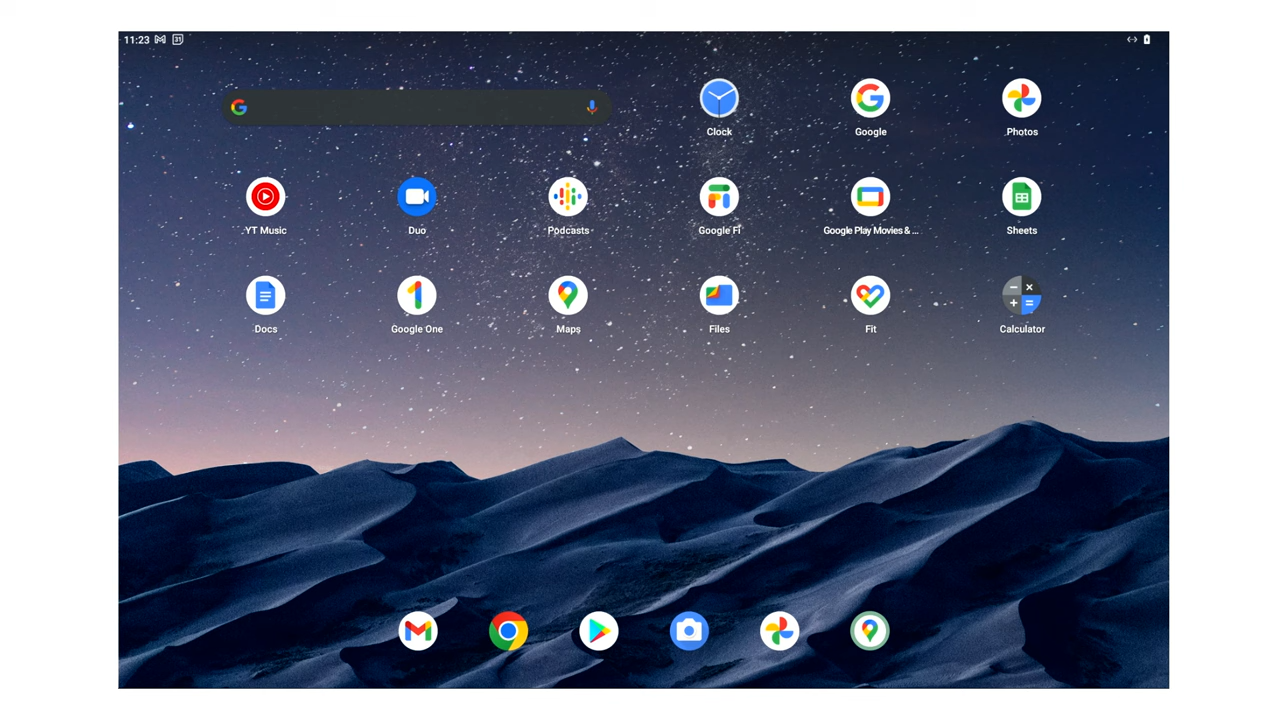 11:23 31
Clock
Google
Photos
YT Music
Duo
Podcasts
Google Fi
Google Play Movies & ...
Sheets
Docs
Google One
Maps
Files
Fit
Calculator